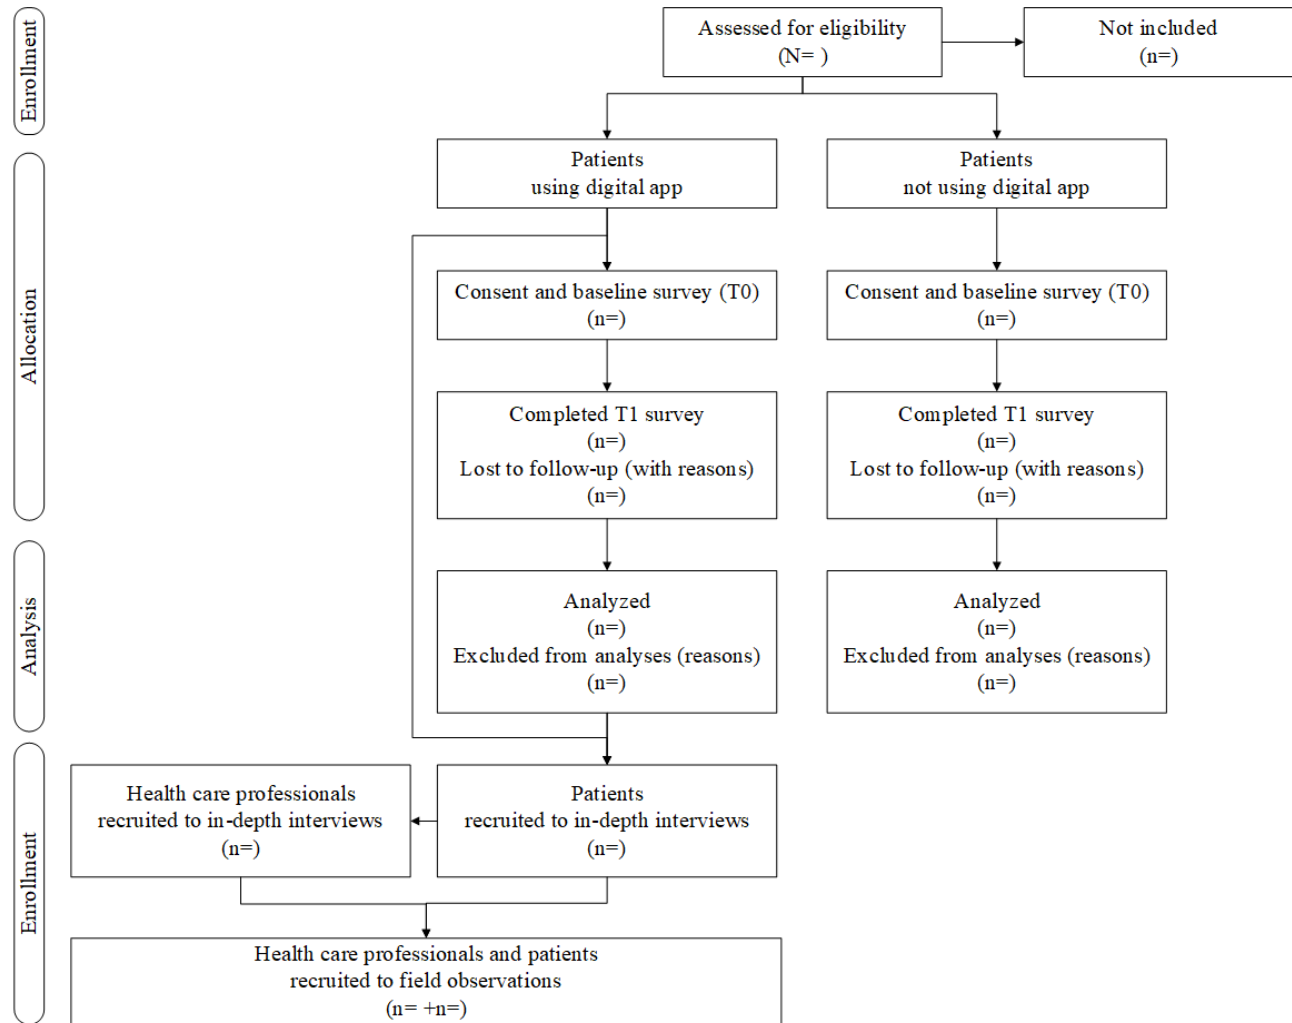 Enrollment
Assessed for eligibility
(N= )
Not included
(n=)
Allocation
Patients
using digital app
Patients
not using digital app
Consent and baseline survey (T0)
(n=)
Consent and baseline survey (T0)
(n=)
Completed T1 survey
(n=)
Lost to follow-up (with reasons)
(n=)
Completed T1 survey
(n=)
Lost to follow-up (with reasons)
(n=)
Analysis
Analyzed
(n=)
Excluded from analyses (reasons)
(n=)
Analyzed
(n=)
Excluded from analyses (reasons)
(n=)
Enrollment
Health care professionals
recruited to in-depth interviews
(n=)
Patients
recruited to in-depth interviews
(n=)
Health care professionals and patients
recruited to field observations
(n= +n=)